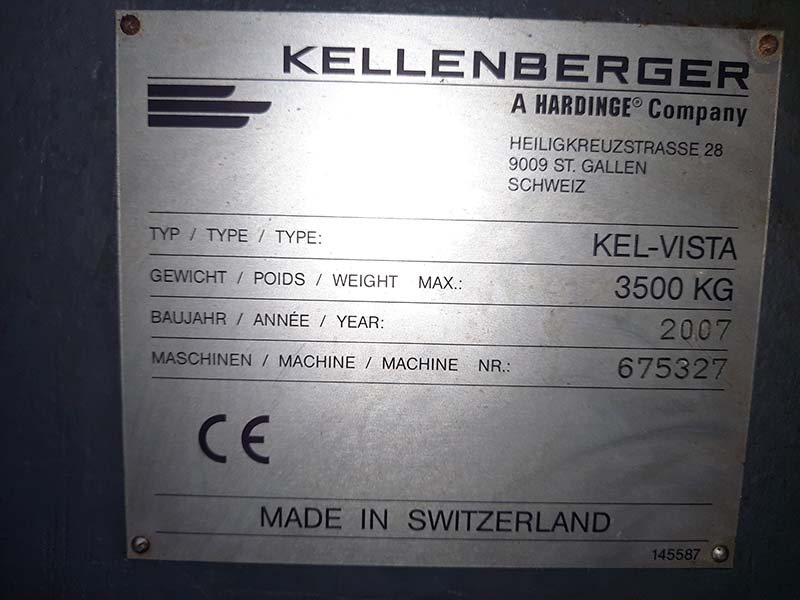 KELLENBERGER
A HARDINGE® Company
HEILIGKREUZSTRASSE 28
9009 ST. GALLEN
SCHWEIZ
TYP / TYPE / TYPE: KEL-VISTA
GEWICHT / POIDS / WEIGHT MAX.: 3500 KG
BAUJAHR / ANNÉE / YEAR: 2007
MASCHINEN / MACHINE / MACHINE NR.: 675327
CE
MADE IN SWITZERLAND
145587